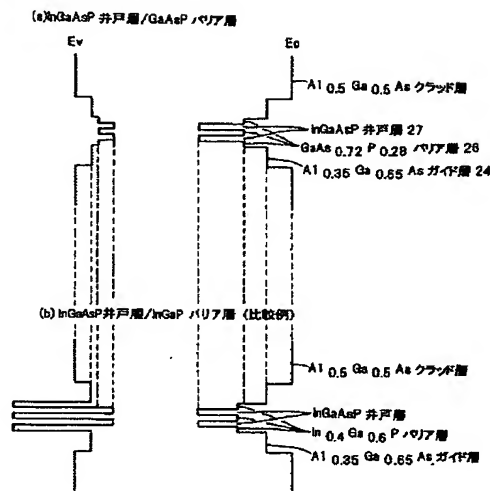 (a)InGaAsP 井戸層/GaAsP バリア層
Ev
Ec
Al 0.5 Ga 0.5 As クラッド層
InGaAsP 井戸層 27
GaAs 0.72 P 0.28 バリア層 26
Al 0.35 Ga 0.65 As ガイド層 24
(b) InGaAsP井戸層/InGaP バリア層 (比較例)
Al 0.5 Ga 0.5 As クラッド層
InGaAsP 井戸層
In 0.4 Ga 0.6 P バリア層
Al 0.35 Ga 0.65 As ガイド層